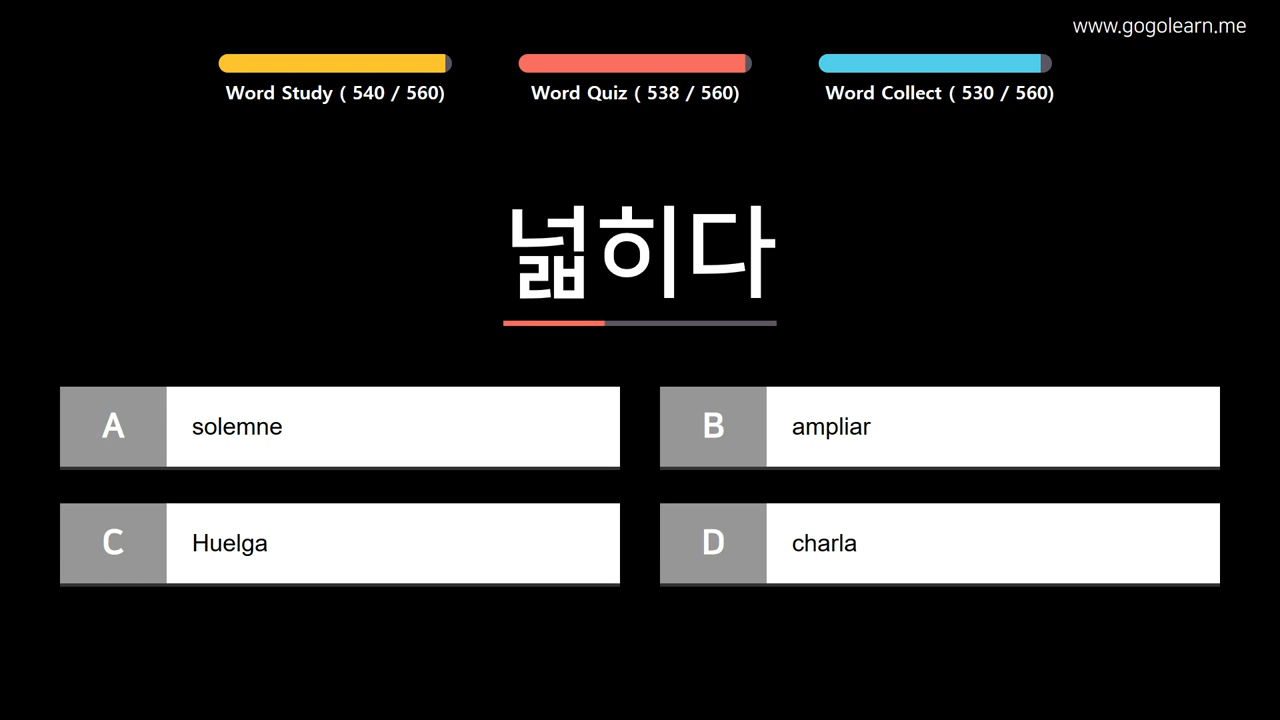 www.gogolearn.me
Word Study ( 540 / 560)
Word Quiz ( 538 / 560)
Word Collect ( 530 / 560)
넓히다
A solemne
B ampliar
C Huelga
D charla